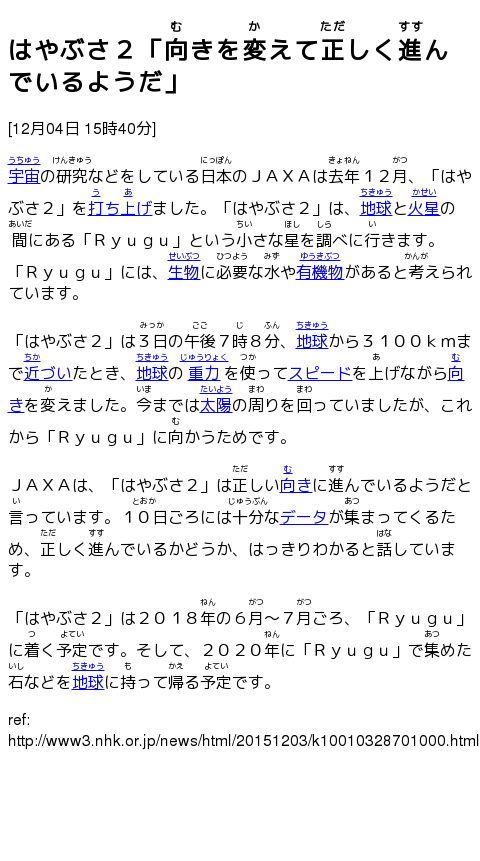 はやぶさ２「向きを変えて正しく進ん
でいるようだ」
[12月04日 15時40分]
宇宙の研究などをしている日本のＪＡＸＡは去年１２月、「はや
ぶさ２」を打ち上げました。「はやぶさ２」は、地球と火星の
間にある「Ｒｙｕｇｕ」という小さな星を調べに行きます。
「Ｒｙｕｇｕ」には、生物に必要な水や有機物があると考えられ
ています。
「はやぶさ２」は３日の午後７時８分、地球から３１００ｋｍま
で近づいたとき、地球の重力を使ってスピードを上げながら向
きを変えました。今までは太陽の周りを回っていましたが、これ
から「Ｒｙｕｇｕ」に向かうためです。
ＪＡＸＡは、「はやぶさ２」は正しい向きに進んでいるようだと
言っています。１０日ごろには十分なデータが集まってくるた
め、正しく進んでいるかどうか、はっきりわかると話していま
す。
「はやぶさ２」は２０１８年の６月～７月ごろ、「Ｒｙｕｇｕ」
に着く予定です。そして、２０２０年に「Ｒｙｕｇｕ」で集めた
石などを地球に持って帰る予定です。
ref:
http://www3.nhk.or.jp/news/html/20151203/k10010328701000.html